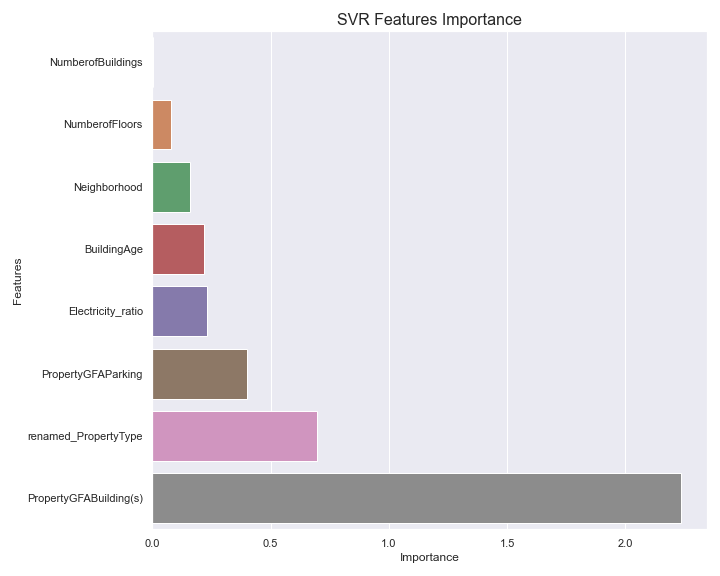 SVR Features Importance
NumberofBuildings
NumberofFloors
Neighborhood
BuildingAge
Electricity_ratio
PropertyGFAParking
renamed_PropertyType
PropertyGFABuilding(s)
Features
0.0 0.5 1.0 1.5 2.0
Importance